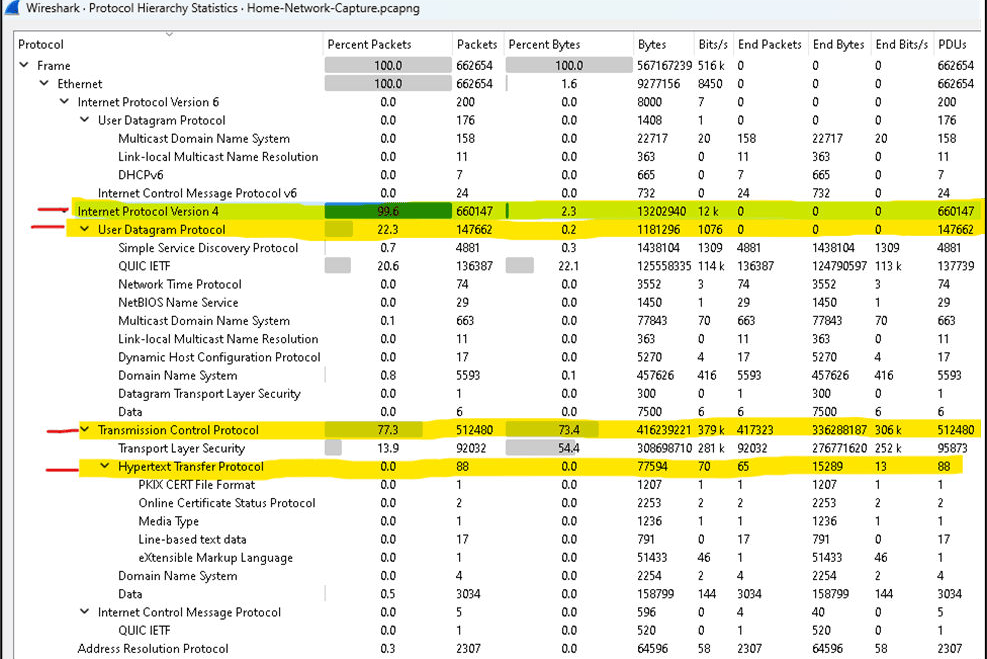 Wireshark · Protocol Hierarchy Statistics · Home-Network-Capture.pcapng
Protocol Percent Packets Packets Percent Bytes Bytes Bits/s End Packets End Bytes End Bits/s PDUs
Frame 100.0 662654 100.0 567167239 516 k 0 0 0 662654
Ethernet 100.0 662654 1.6 9277156 8450 0 0 0 662654
Internet Protocol Version 6 0.0 200 0.0 8000 7 0 0 0 200
User Datagram Protocol 0.0 176 0.0 1408 1 0 0 0 176
Multicast Domain Name System 0.0 158 0.0 22717 20 158 22717 20 158
Link-local Multicast Name Resolution 0.0 11 0.0 363 0 11 363 0 11
DHCPv6 0.0 7 0.0 665 0 7 665 0 7
Internet Control Message Protocol v6 0.0 24 0.0 732 0 24 732 0 24
Internet Protocol Version 4 99.6 660147 2.3 13202940 12 k 0 0 0 660147
User Datagram Protocol 22.3 147662 0.2 1181296 1076 0 0 0 147662
Simple Service Discovery Protocol 0.7 4881 0.3 1438104 1309 4881 1438104 1309 4881
QUIC IETF 20.6 136387 22.1 125558335 114 k 136387 124790597 113 k 137739
Network Time Protocol 0.0 74 0.0 3552 3 74 3552 3 74
NetBIOS Name Service 0.0 29 0.0 1450 1 29 1450 1 29
Multicast Domain Name System 0.1 663 0.0 77843 70 663 77843 70 663
Link-local Multicast Name Resolution 0.0 11 0.0 363 0 11 363 0 11
Dynamic Host Configuration Protocol 0.0 17 0.0 5270 4 17 5270 4 17
Domain Name System 0.8 5593 0.1 457626 416 5593 457626 416 5593
Datagram Transport Layer Security 0.0 1 0.0 300 0 1 300 0 1
Data 0.0 6 0.0 7500 6 6 7500 6 6
Transmission Control Protocol 77.3 512480 73.4 416239221 379 k 417323 336288187 306 k 512480
Transport Layer Security 13.9 92032 54.4 308698710 281 k 92032 276771620 252 k 95873
Hypertext Transfer Protocol 0.0 88 0.0 77594 70 65 15289 13 88
PKIX CERT File Format 0.0 1 0.0 1207 1 1 1207 1 1
Online Certificate Status Protocol 0.0 2 0.0 2253 2 2 2253 2 2
Media Type 0.0 1 0.0 1236 1 1 1236 1 1
Line-based text data 0.0 17 0.0 791 0 17 791 0 17
eXtensible Markup Language 0.0 1 0.0 51433 46 1 51433 46 1
Domain Name System 0.0 4 0.0 2254 2 4 2254 2 4
Data 0.5 3034 0.0 158799 144 3034 158799 144 3034
Internet Control Message Protocol 0.0 5 0.0 596 0 4 40 0 5
QUIC IETF 0.0 1 0.0 520 0 1 520 0 1
Address Resolution Protocol 0.3 2307 0.0 64596 58 2307 64596 58 2307